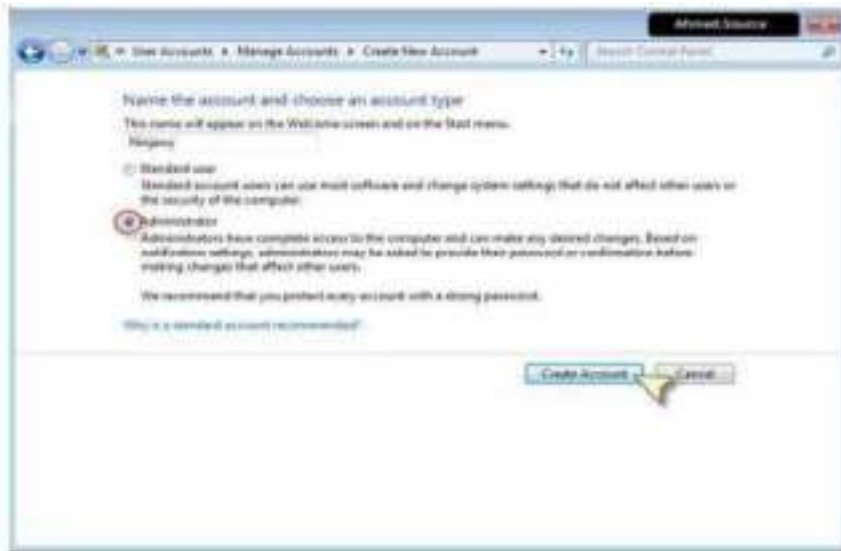 Ahmed Source
User Accounts Manage Accounts Create New Account
Search Control Panel
Name the account and choose an account type
This name will appear on the Welcome screen and on the Start menu.
Standard user
Standard account users can use most software and change system settings that do not affect other users or
the security of the computer.
Administrator
Administrators have complete access to the computer and can make any desired changes. Based on
notification settings, administrators may be asked to provide their password or confirmation before
making changes that affect other users.
We recommend that you protect every account with a strong password.
Why is a standard account recommended?
Create Account
Cancel